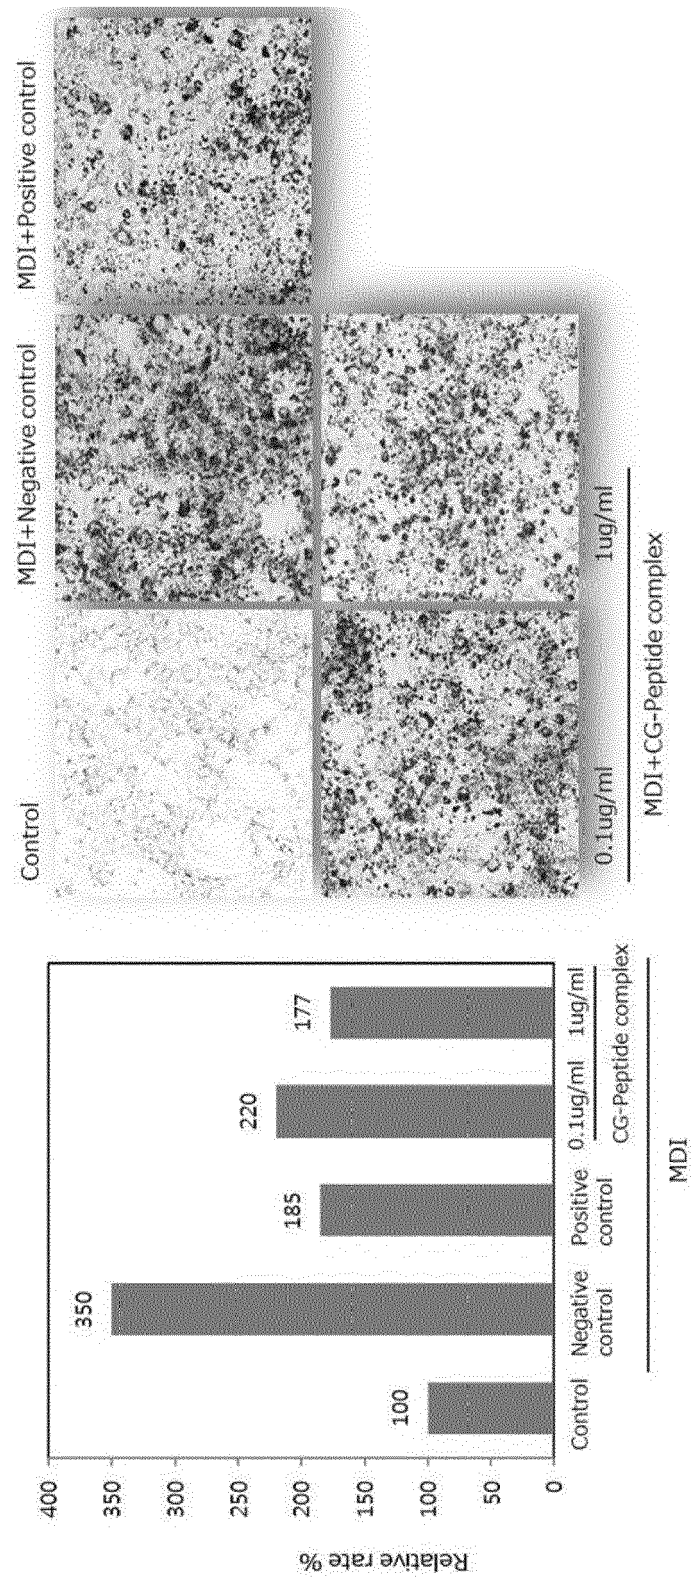 400
350
300
250
200
150
100
50
0
Relative rate %
100
350
185
220
177
Control
Negative
control
Positive
control
0.1ug/ml
1ug/ml
CG-Peptide complex
MDI
Control
MDI+Negative control
MDI+Positive control
0.1ug/ml
1ug/ml
MDI+CG-Peptide complex